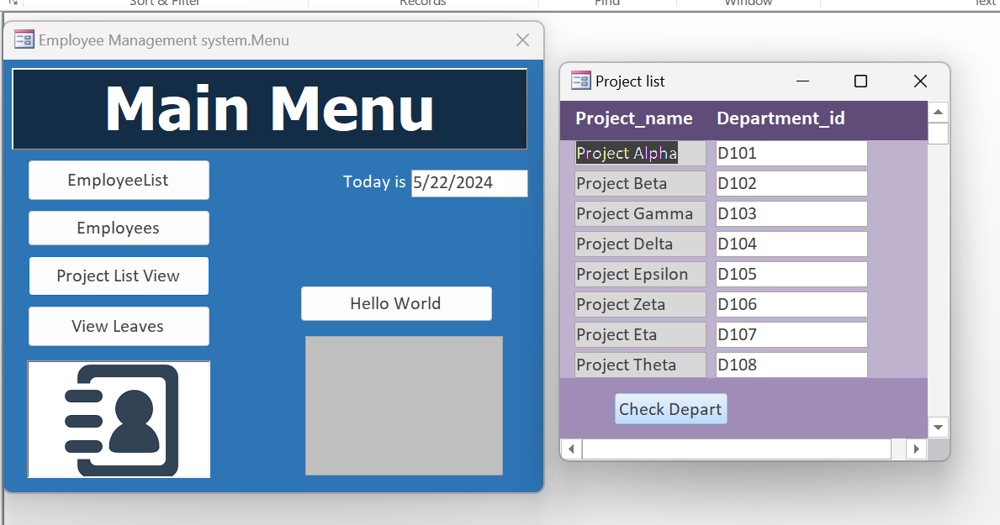 Sort & Filter
Records
Find
Window
Text
Employee Management system.Menu
Main Menu
EmployeeList
Today is 5/22/2024
Employees
Project List View
Hello World
View Leaves
Project list
Project_name Department_id
Project Alpha D101
Project Beta D102
Project Gamma D103
Project Delta D104
Project Epsilon D105
Project Zeta D106
Project Eta D107
Project Theta D108
Check Depart